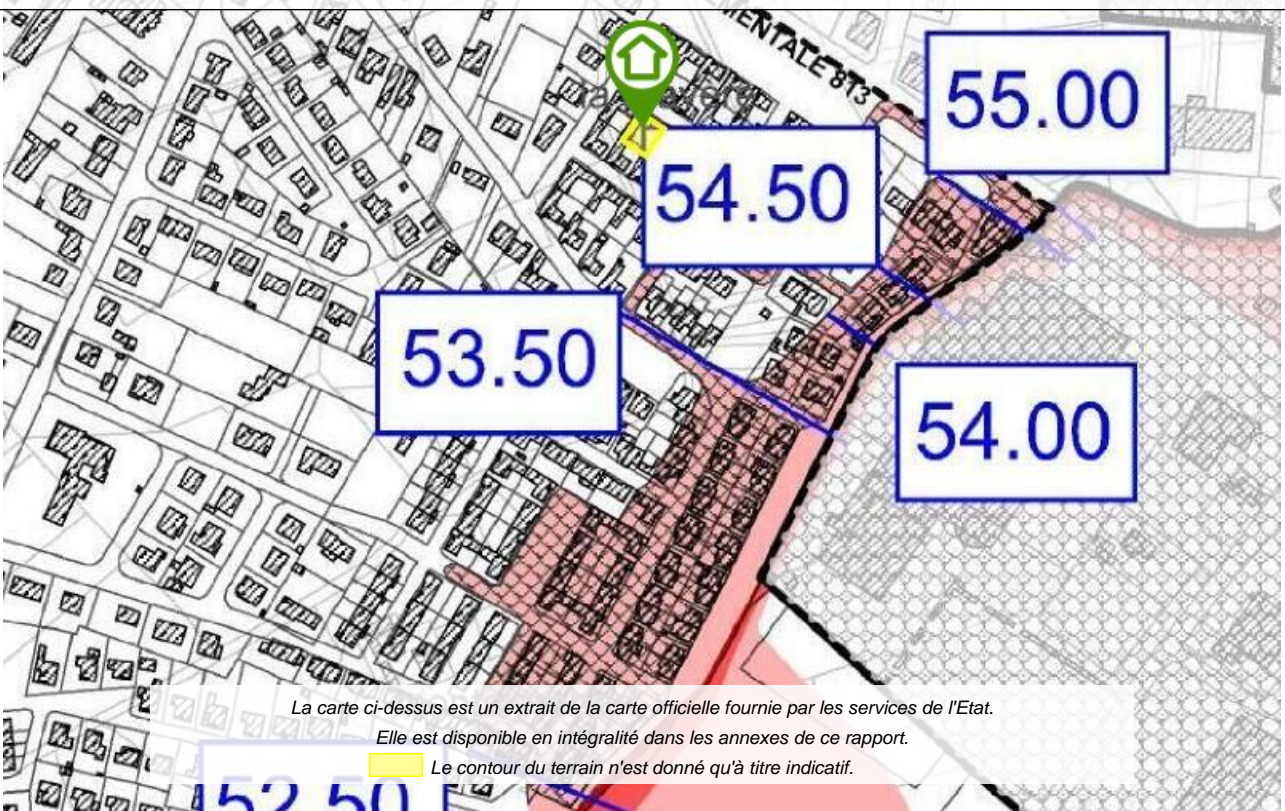 MENTALE 8T3
55.00
54.50
53.50
54.00
La carte ci-dessus est un extrait de la carte officielle fournie par les services de l'Etat.
Elle est disponible en intégralité dans les annexes de ce rapport.
Le contour du terrain n'est donné qu'à titre indicatif.
52.50